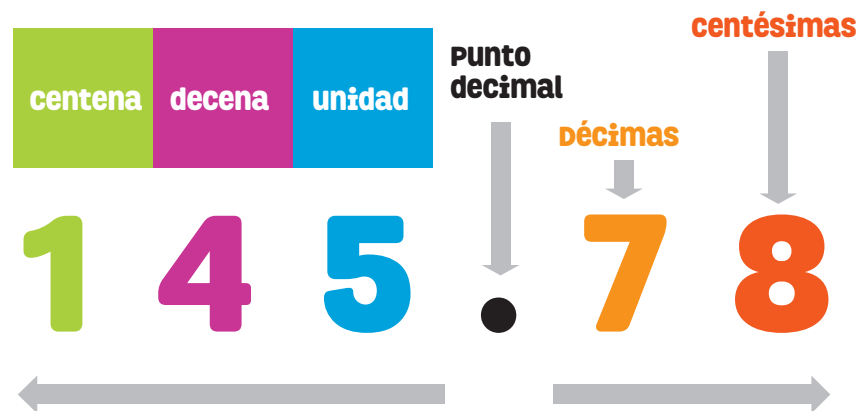 centésimas
Punto
decimal
centena decena unidad
Décimas
1 4 5 . 7 8